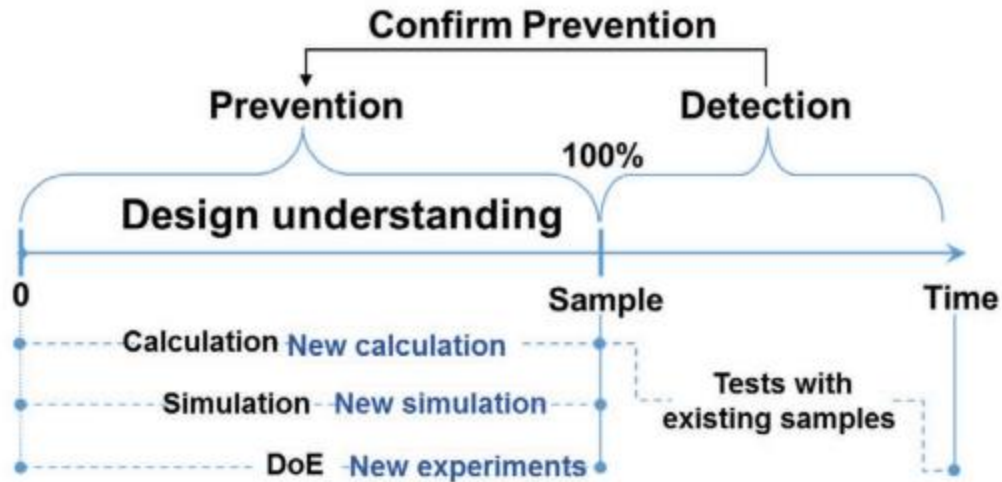 Confirm Prevention
Prevention
Detection
100%
Design understanding
0
Sample
Time
Calculation New calculation
Simulation New simulation
DoE New experiments
Tests with
existing samples